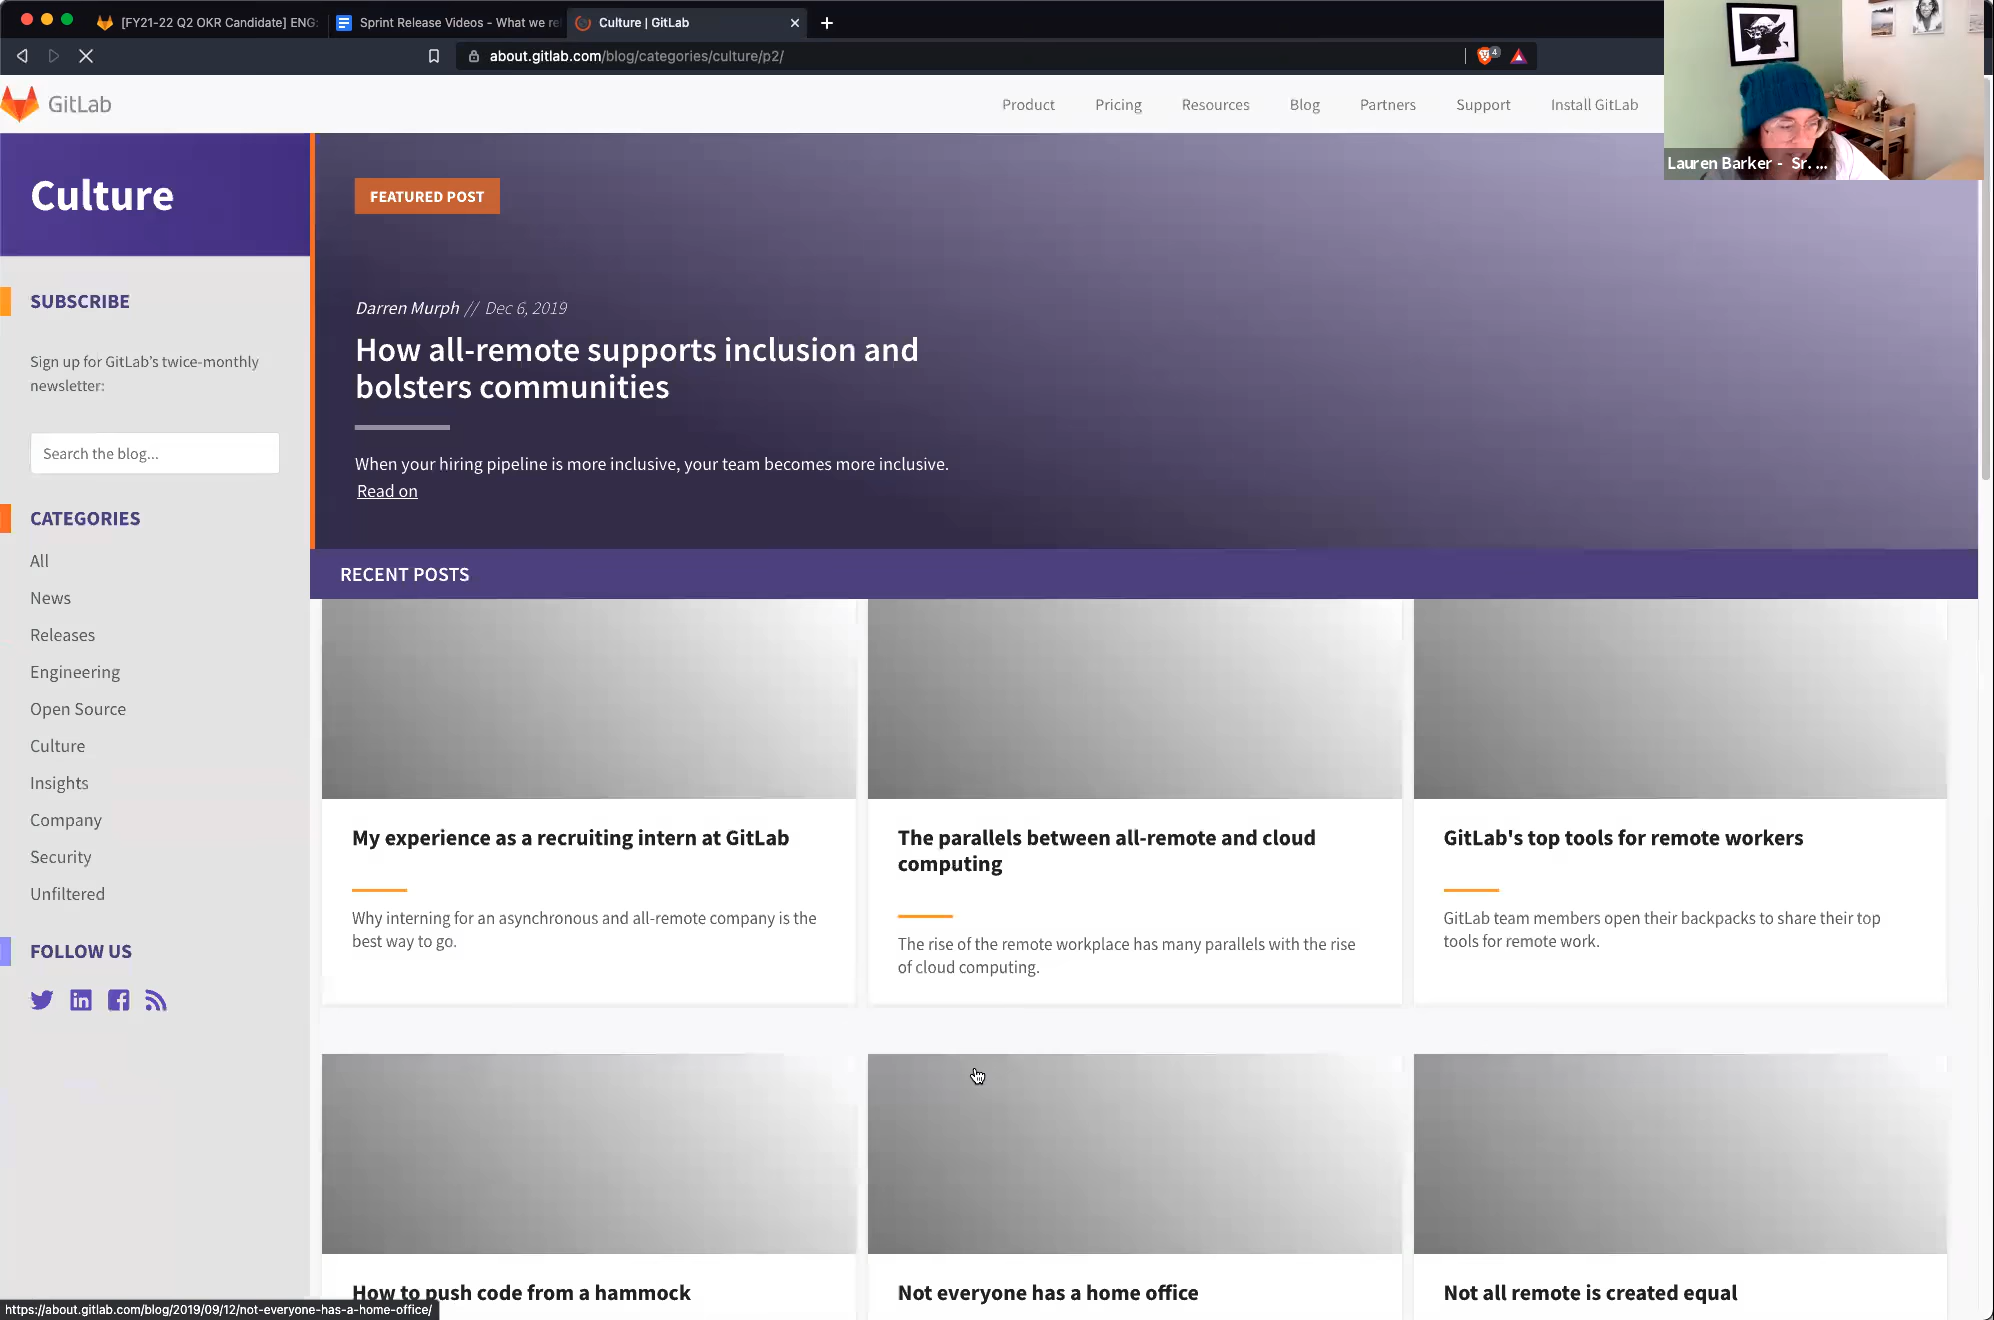 [FY21-22 Q2 OKR Candidate] ENG:
Sprint Release Videos - What we re
Culture | GitLab
about.gitlab.com/blog/categories/culture/p2/
4
GitLab
Product
Pricing
Resources
Blog
Partners
Support
Install GitLab
Lauren Barker - Sr. ...
Culture
SUBSCRIBE
Sign up for GitLab's twice-monthly
newsletter:
Search the blog...
CATEGORIES
All
News
Releases
Engineering
Open Source
Culture
Insights
Company
Security
Unfiltered
FOLLOW US
FEATURED POST
Darren Murph // Dec 6, 2019
How all-remote supports inclusion and
bolsters communities
When your hiring pipeline is more inclusive, your team becomes more inclusive.
Read on
RECENT POSTS
My experience as a recruiting intern at GitLab
Why interning for an asynchronous and all-remote company is the
best way to go.
The parallels between all-remote and cloud
computing
The rise of the remote workplace has many parallels with the rise
of cloud computing.
GitLab's top tools for remote workers
GitLab team members open their backpacks to share their top
tools for remote work.
How to push code from a hammock
Not everyone has a home office
Not all remote is created equal
https://about.gitlab.com/blog/2019/09/12/not-everyone-has-a-home-office/